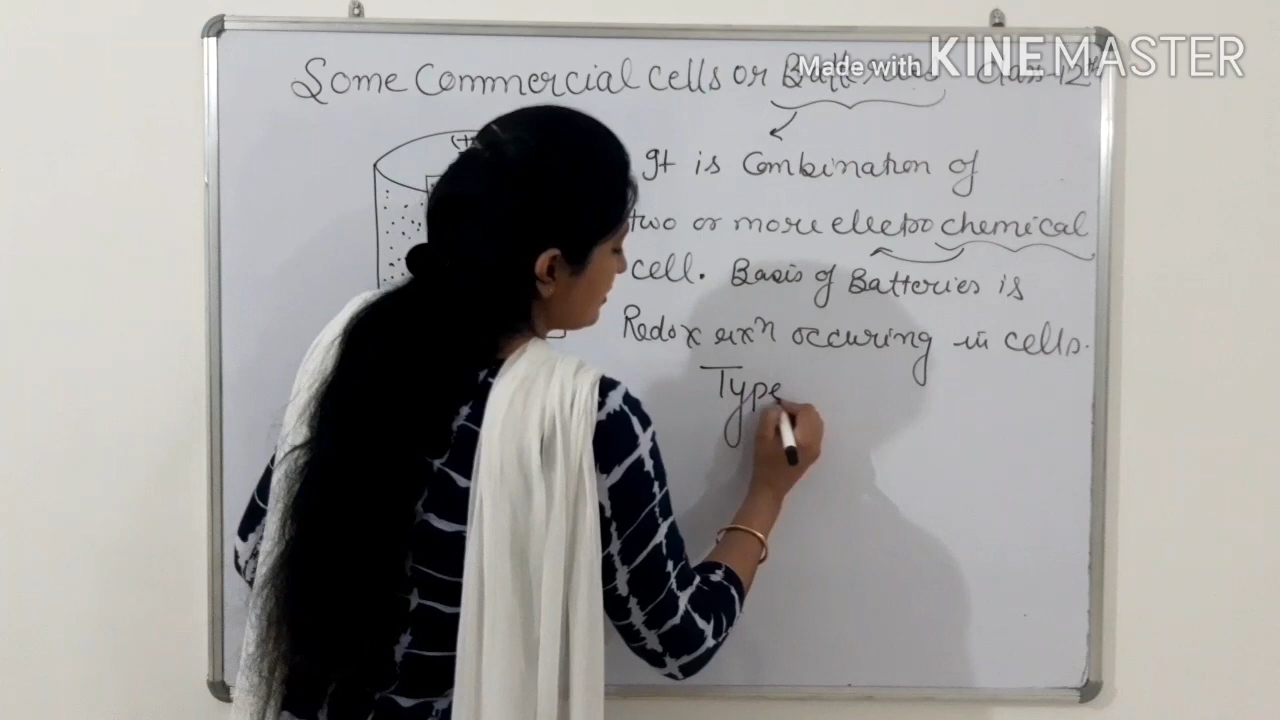 Some Commercial cells or Batteries Class-12th
Made with KINEMASTER
(+
It is Combination of
two or more electrochemical
cell. Basis of Batteries is
Redox rxn occuring in cells.
Type